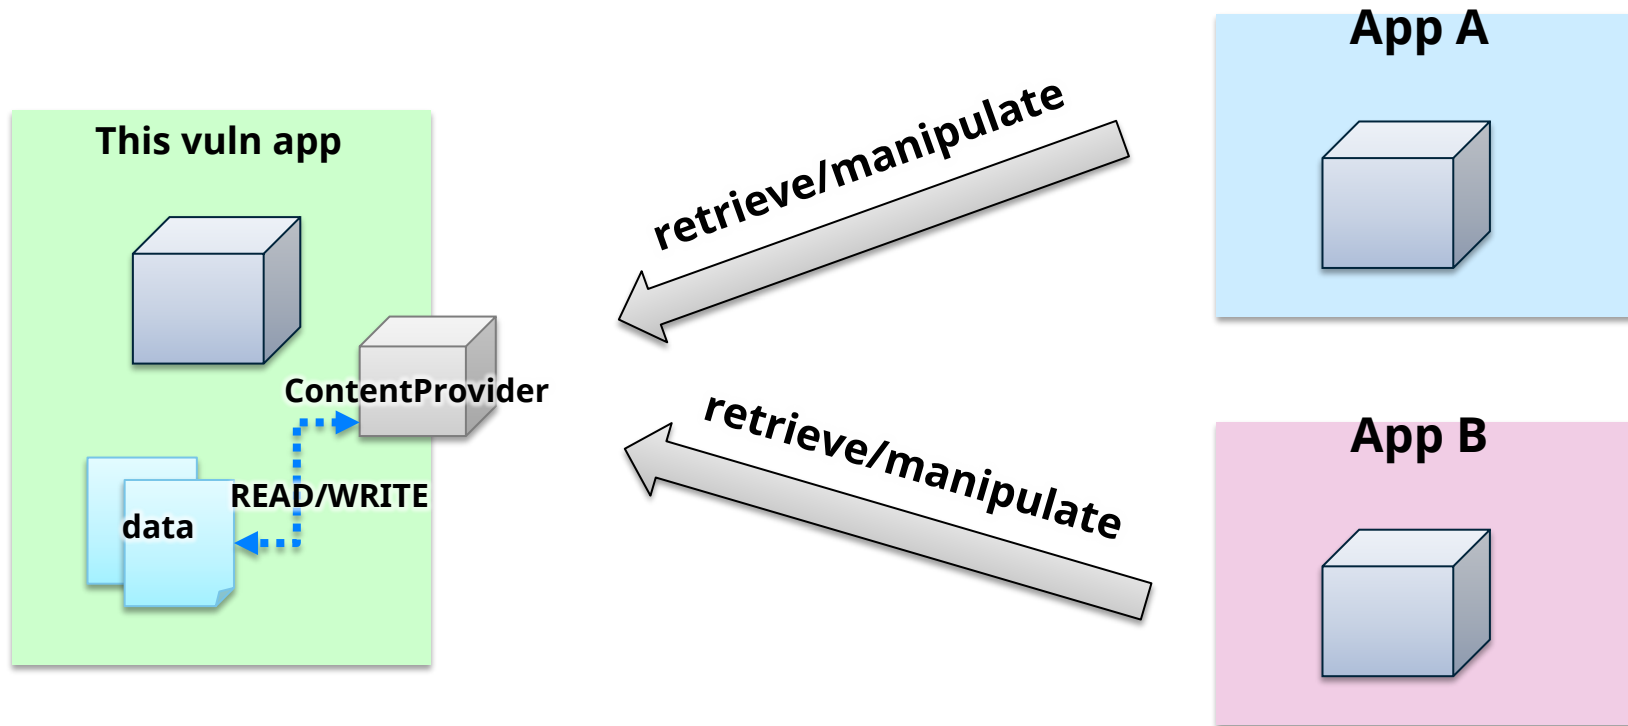 This vuln app
ContentProvider
READ/WRITE
data
retrieve/manipulate
retrieve/manipulate
App A
App B